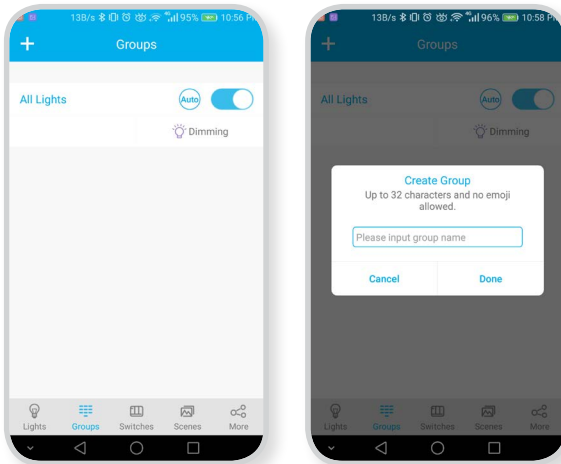 13B/s 4G 95% 10:56 P
+ Groups
All Lights Auto
Dimming
Lights Groups Switches Scenes More
13B/s 4G 96% 10:58 P
+ Groups
All Lights Auto
Dimming
Create Group
Up to 32 characters and no emoji
allowed.
Please input group name
Cancel Done
Lights Groups Switches Scenes More